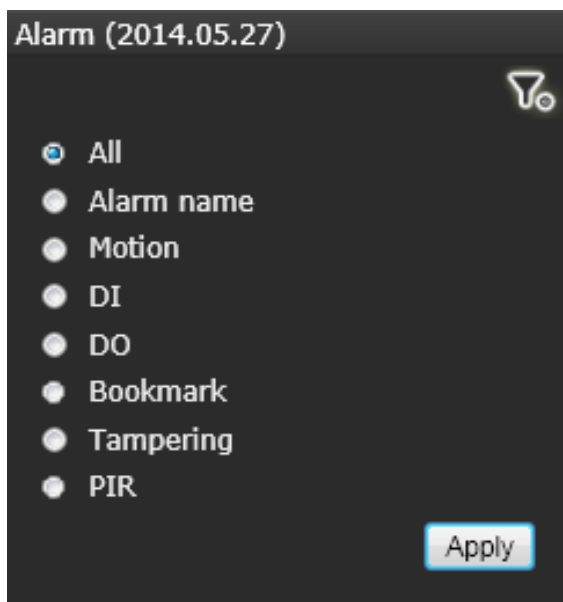 Alarm (2014.05.27)
All
Alarm name
Motion
DI
DO
Bookmark
Tampering
PIR
Apply